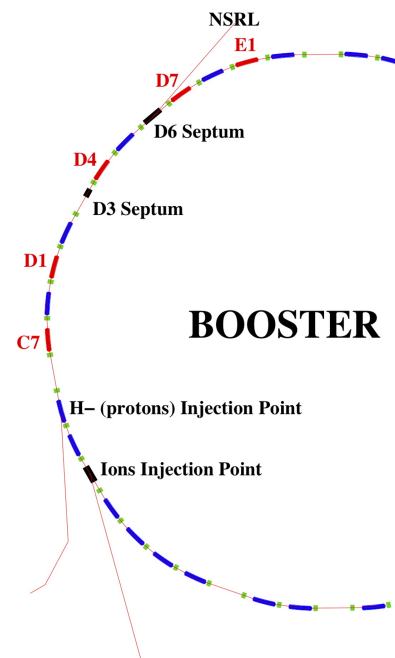 NSRL
E1
D7
D6 Septum
D4
D3 Septum
D1
BOOSTER
C7
H− (protons) Injection Point
Ions Injection Point